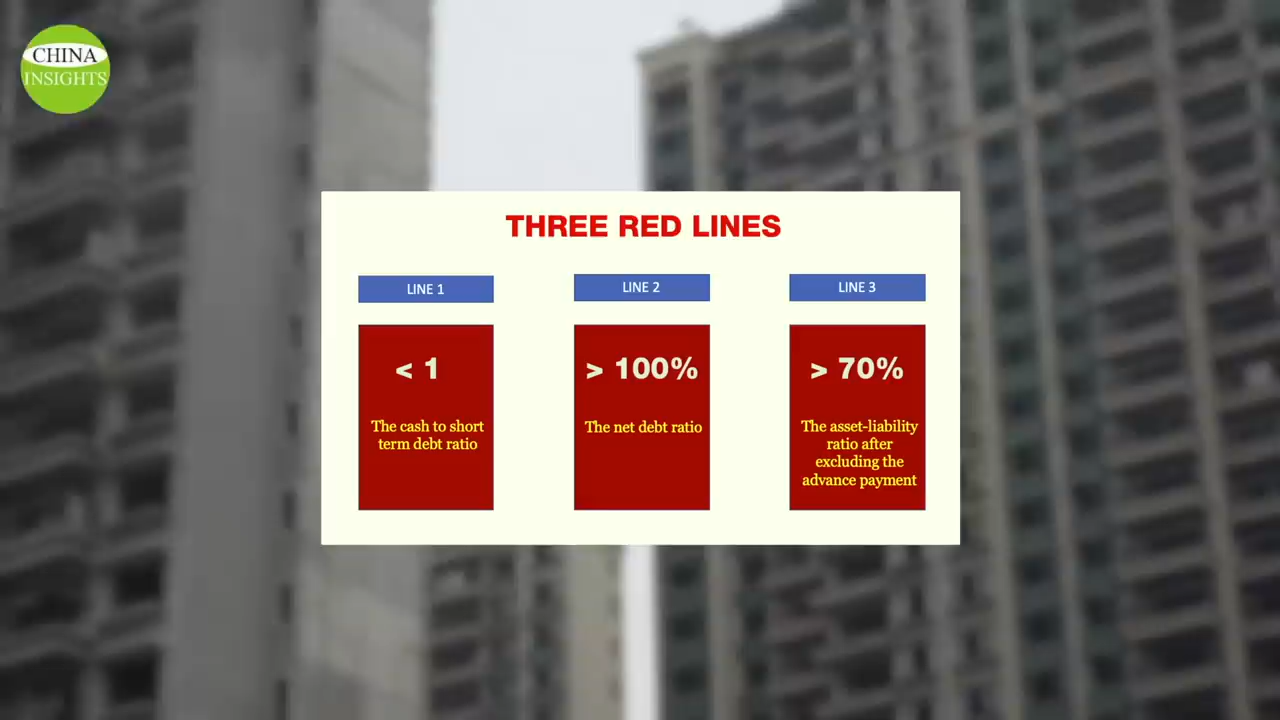 CHINA
INSIGHTS
THREE RED LINES
LINE 1
LINE 2
LINE 3
< 1
> 100%
> 70%
The cash to short
term debt ratio
The net debt ratio
The asset-liability
ratio after
excluding the
advance payment